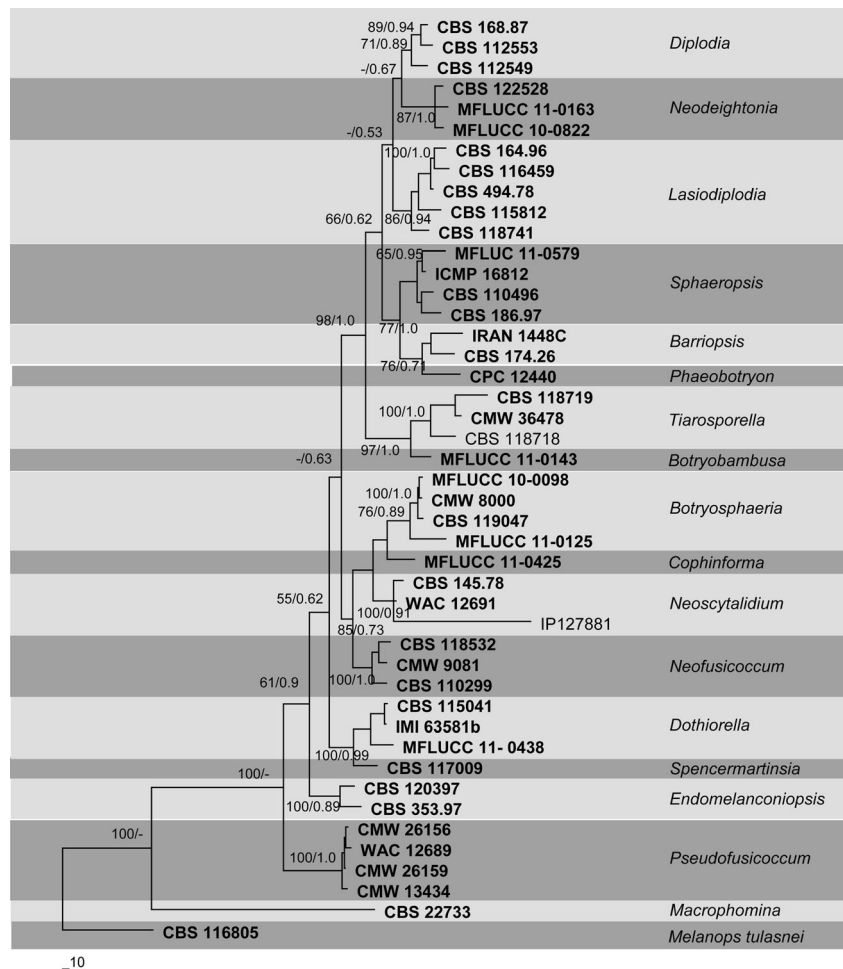 89/0.94
CBS 168.87
71/0.89
CBS 112553
Diplodia
CBS 112549
-/0.67
CBS 122528
MFLUCC 11-0163
Neodeightonia
87/1.0
MFLUCC 10-0822
-/0.53
100/1.0
CBS 164.96
CBS 116459
CBS 494.78
Lasiodiplodia
CBS 115812
86/0.94
66/0.62
CBS 118741
65/0.95
MFLUC 11-0579
ICMP 16812
Sphaeropsis
CBS 110496
CBS 186.97
98/1.0
77/1.0
IRAN 1448C
Barriopsis
CBS 174.26
76/0.71
CPC 12440
Phaeobotryon
CBS 118719
100/1.0
CMW 36478
Tiarosporella
CBS 118718
97/1.0
-/0.63
MFLUCC 11-0143
Botryobambusa
MFLUCC 10-0098
100/1.0
CMW 8000
Botryosphaeria
76/0.89
CBS 119047
MFLUCC 11-0125
MFLUCC 11-0425
Cophinforma
CBS 145.78
55/0.62
WAC 12691
Neoscytalidium
100/0.91
IP127881
85/0.73
CBS 118532
CMW 9081
Neofusicoccum
100/1.0
61/0.9
CBS 110299
CBS 115041
IMI 63581b
Dothiorella
MFLUCC 11- 0438
100/0.99
CBS 117009
Spencermartinsia
100/-
CBS 120397
Endomelanconiopsis
100/0.89
CBS 353.97
CMW 26156
100/-
WAC 12689
Pseudofusicoccum
100/1.0
CMW 26159
CMW 13434
CBS 22733
Macrophomina
CBS 116805
Melanops tulasnei
_10